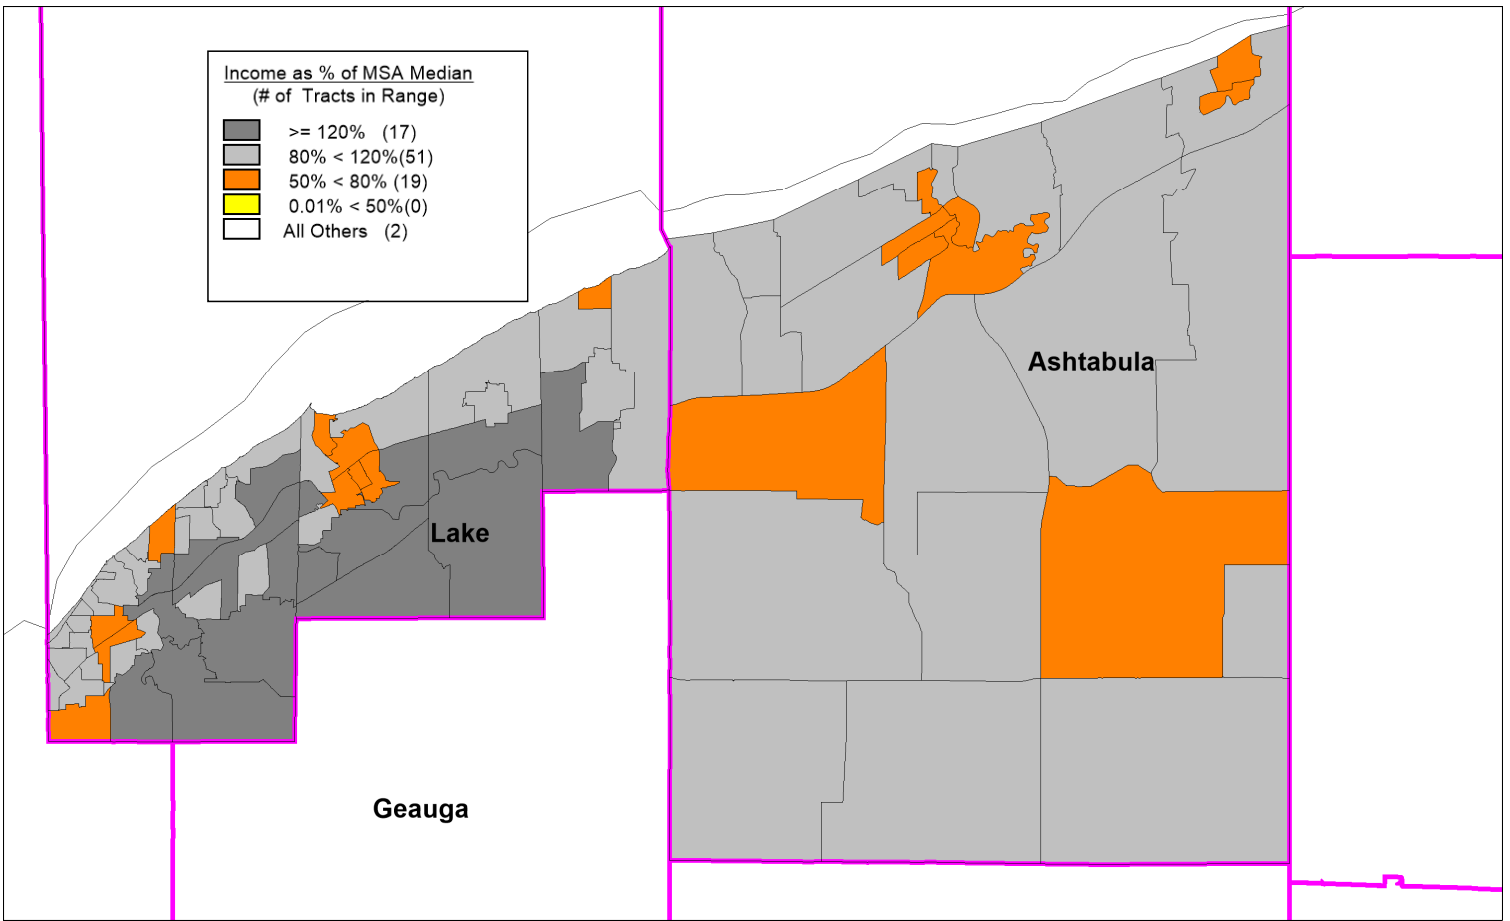 Income as % of MSA Median
(# of Tracts in Range)
>= 120% (17)
80% < 120%(51)
50% < 80% (19)
0.01% < 50%(0)
All Others (2)
Ashtabula
Lake
Geauga